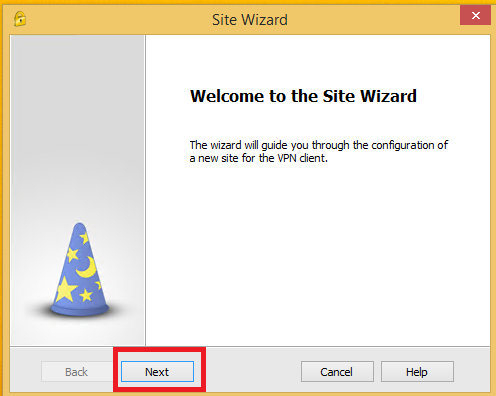 Site Wizard
Welcome to the Site Wizard
The wizard will guide you through the configuration of
a new site for the VPN client.
Back
Next
Cancel
Help